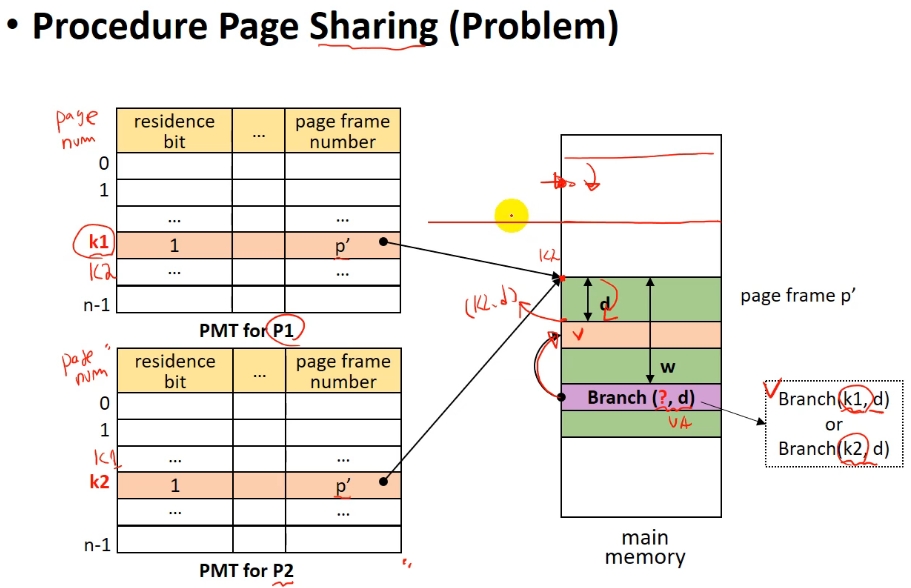 • Procedure Page Sharing (Problem)
page num
residence bit
...
page frame number
0
1
... ...
k1 1 p'
k2 ... ...
n-1
PMT for P1
page num
residence bit
...
page frame number
0
1
k1 ... ...
k2 1 p'
... ...
n-1
PMT for P2
k2
(k2, d)
d
w
Branch (?, d)
VA
page frame p'
main memory
Branch(k1, d)
or
Branch(k2, d)